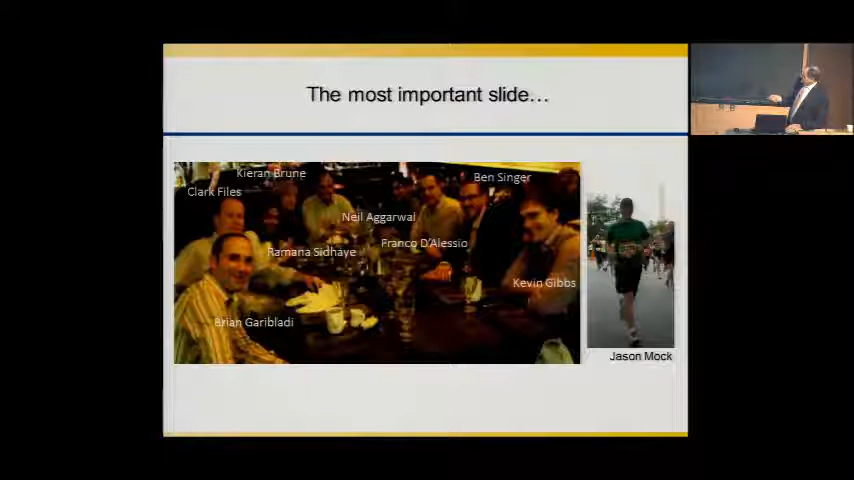 The most important slide…
Kieran Brune
Ben Singer
Clark Files
Neil Aggarwal
Franco D'Alessio
Ramana Sidhaye
Kevin Gibbs
Brian Garibladi
Jason Mock